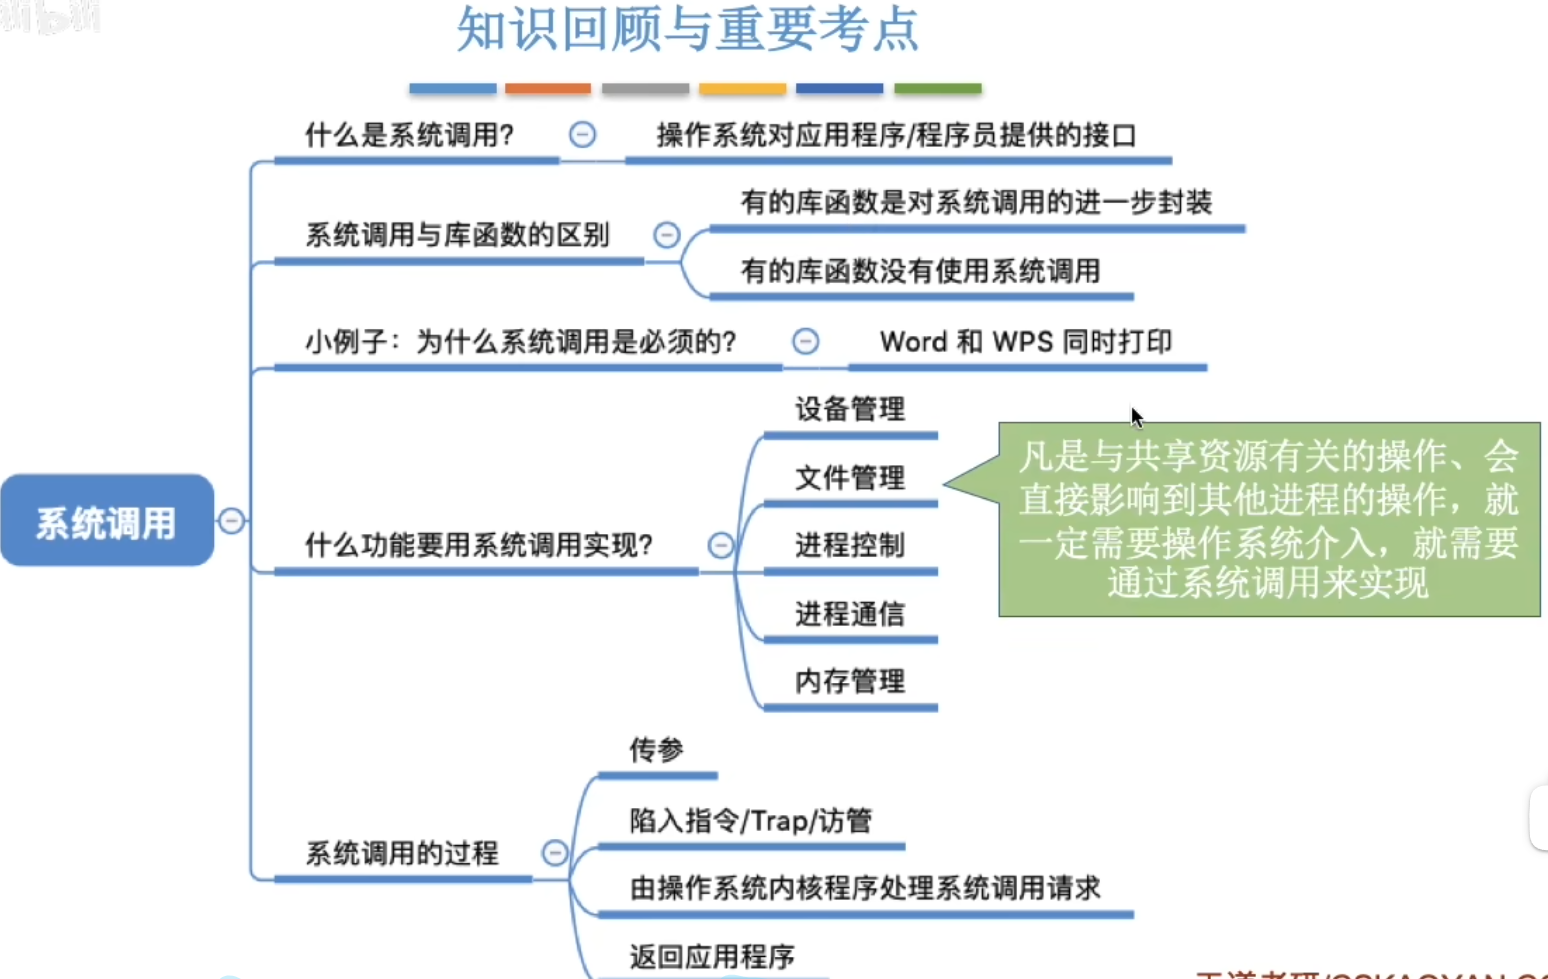 知识回顾与重要考点
什么是系统调用?
操作系统对应用程序/程序员提供的接口
系统调用与库函数的区别
有的库函数是对系统调用的进一步封装
有的库函数没有使用系统调用
小例子：为什么系统调用是必须的?
Word 和 WPS 同时打印
系统调用
什么功能要用系统调用实现?
设备管理
文件管理
进程控制
进程通信
内存管理
凡是与共享资源有关的操作、会
直接影响到其他进程的操作，就
一定需要操作系统介入，就需要
通过系统调用来实现
系统调用的过程
传参
陷入指令/Trap/访管
由操作系统内核程序处理系统调用请求
返回应用程序